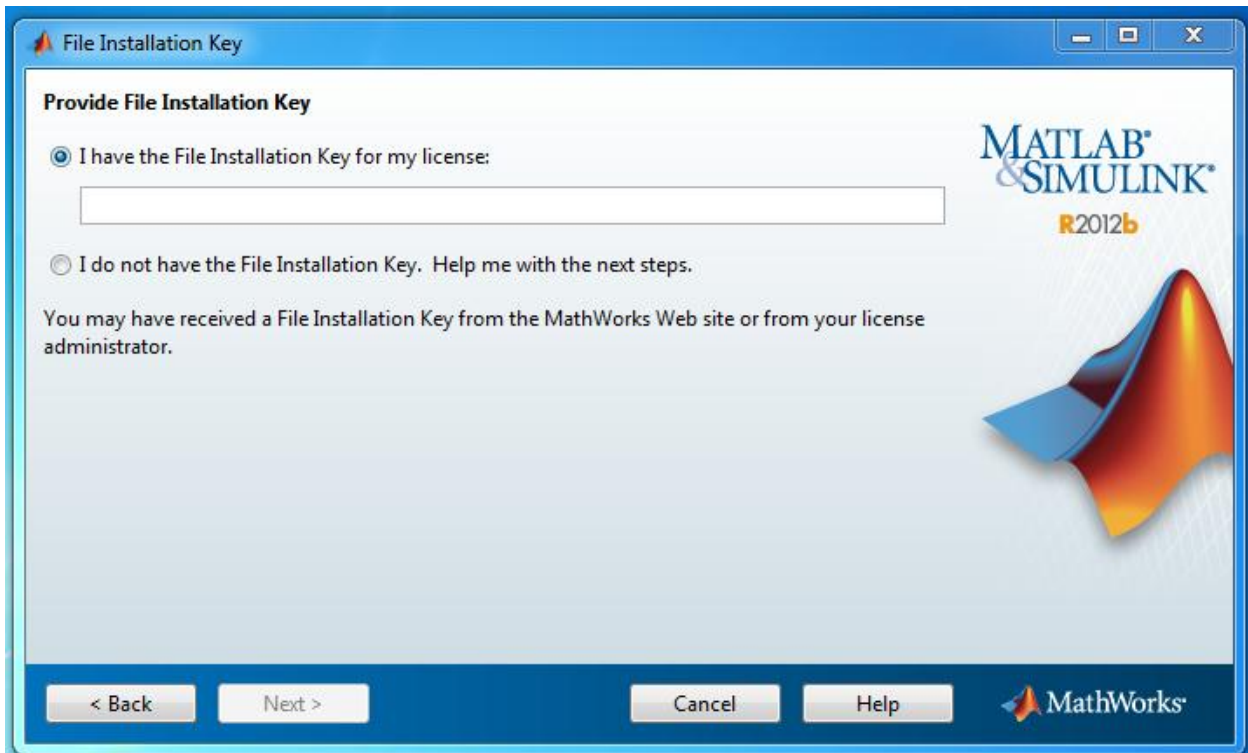 File Installation Key
Provide File Installation Key
I have the File Installation Key for my license:
I do not have the File Installation Key.  Help me with the next steps.
You may have received a File Installation Key from the MathWorks Web site or from your license
administrator.
MATLAB®
&SIMULINK®
R2012b
< Back
Next >
Cancel
Help
MathWorks®